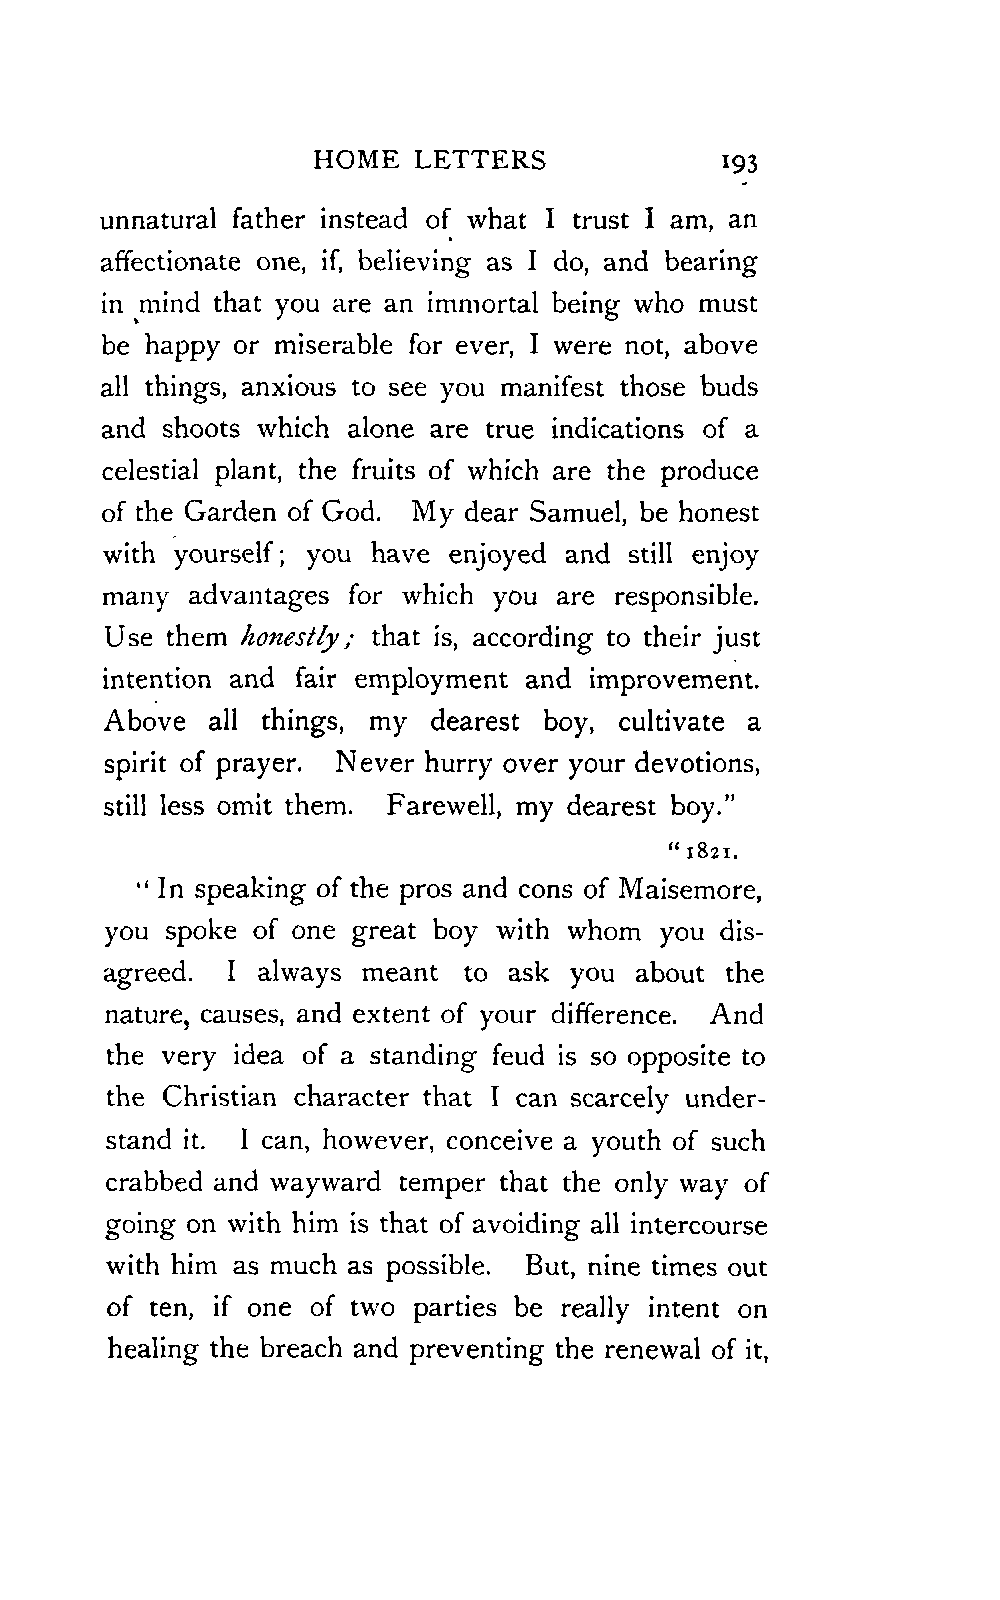 HOME LETTERS 193
unnatural father instead of what I trust I am, an
affectionate one, if, believing as I do, and bearing
in mind that you are an immortal being who must
be happy or miserable for ever, I were not, above
all things, anxious to see you manifest those buds
and shoots which alone are true indications of a
celestial plant, the fruits of which are the produce
of the Garden of God. My dear Samuel, be honest
with yourself; you have enjoyed and still enjoy
many advantages for which you are responsible.
Use them honestly; that is, according to their just
intention and fair employment and improvement.
Above all things, my dearest boy, cultivate a
spirit of prayer. Never hurry over your devotions,
still less omit them. Farewell, my dearest boy."
"1821.
"In speaking of the pros and cons of Maisemore,
you spoke of one great boy with whom you dis-
agreed. I always meant to ask you about the
nature, causes, and extent of your difference. And
the very idea of a standing feud is so opposite to
the Christian character that I can scarcely under-
stand it. I can, however, conceive a youth of such
crabbed and wayward temper that the only way of
going on with him is that of avoiding all intercourse
with him as much as possible. But, nine times out
of ten, if one of two parties be really intent on
healing the breach and preventing the renewal of it,